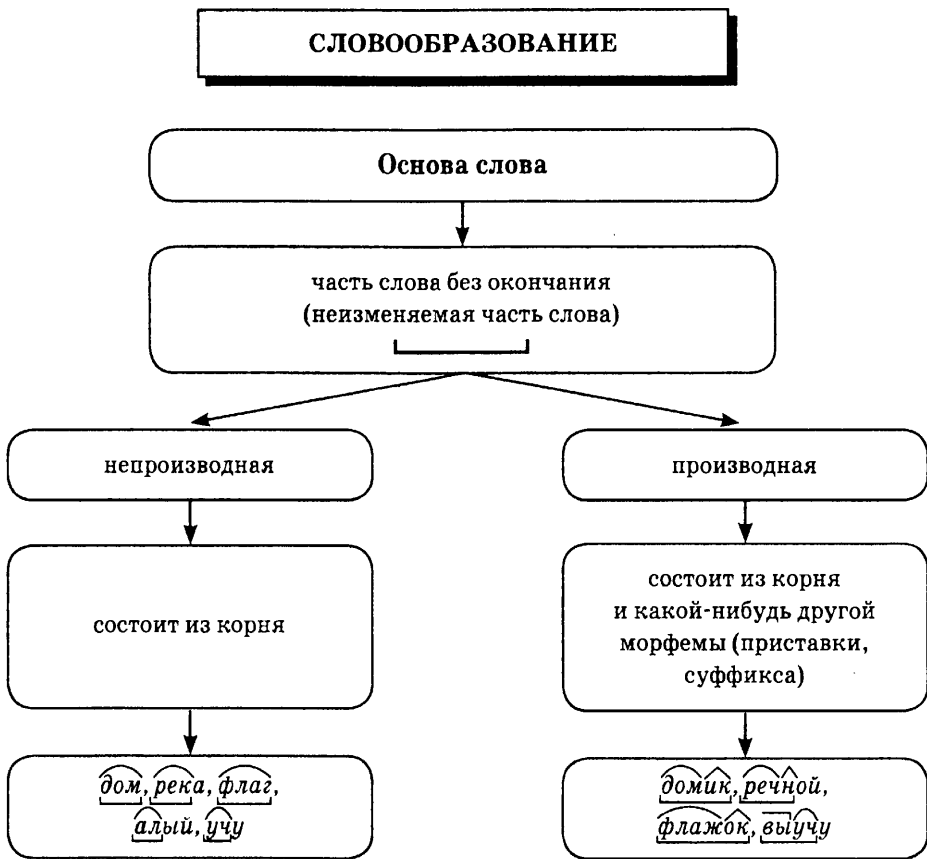 СЛОВООБРАЗОВАНИЕ
Основа слова
часть слова без окончания
(неизменяемая часть слова)
непроизводная
производная
состоит из корня
состоит из корня
и какой-нибудь другой
морфемы (приставки,
суффикса)
дом, река, флаг,
алый, учу
домик, речной,
флажок, выучу